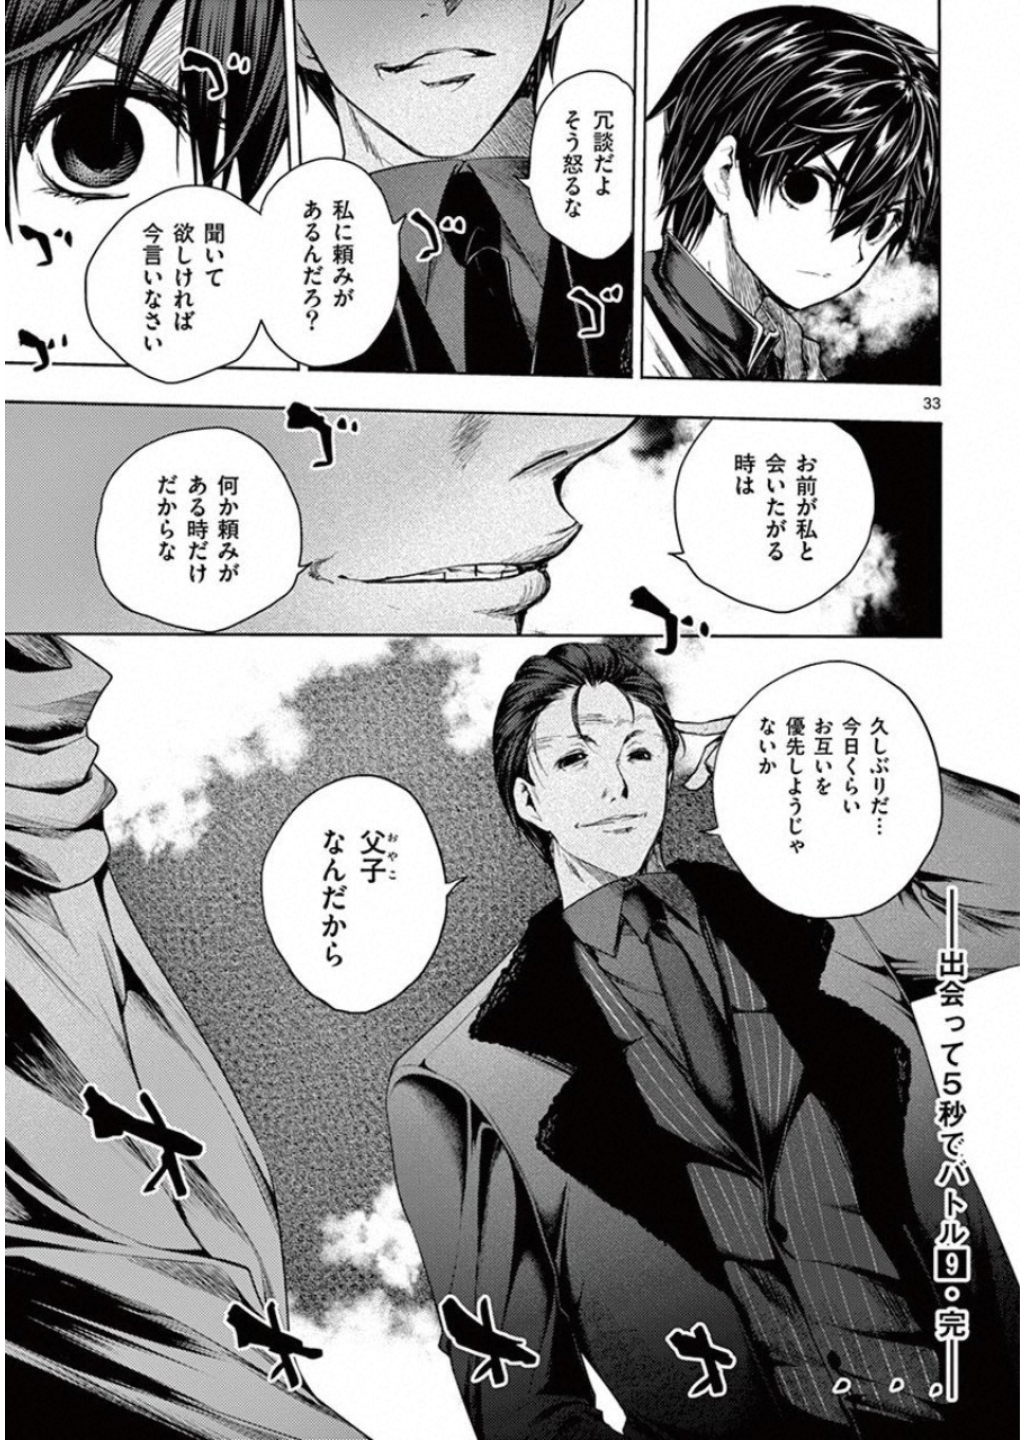 冗談だよ
そう怒るな
私に頼みが
あるんだろ？
聞いて
欲しければ
今言いなさい
33
お前が私と
会いたがる
時は
何か頼みが
ある時だけ
だからな
久しぶりだ…
今日くらい
お互いを
優先しようじゃ
ないか
父子
おやこ
なんだから
出会って5秒でバトル9・完